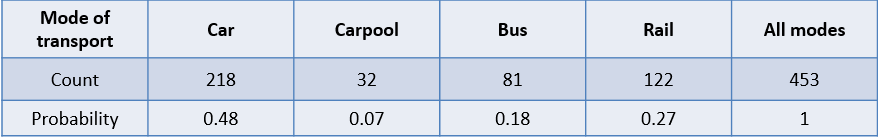 Mode of transport Car Carpool Bus Rail All modes
Count 218 32 81 122 453
Probability 0.48 0.07 0.18 0.27 1